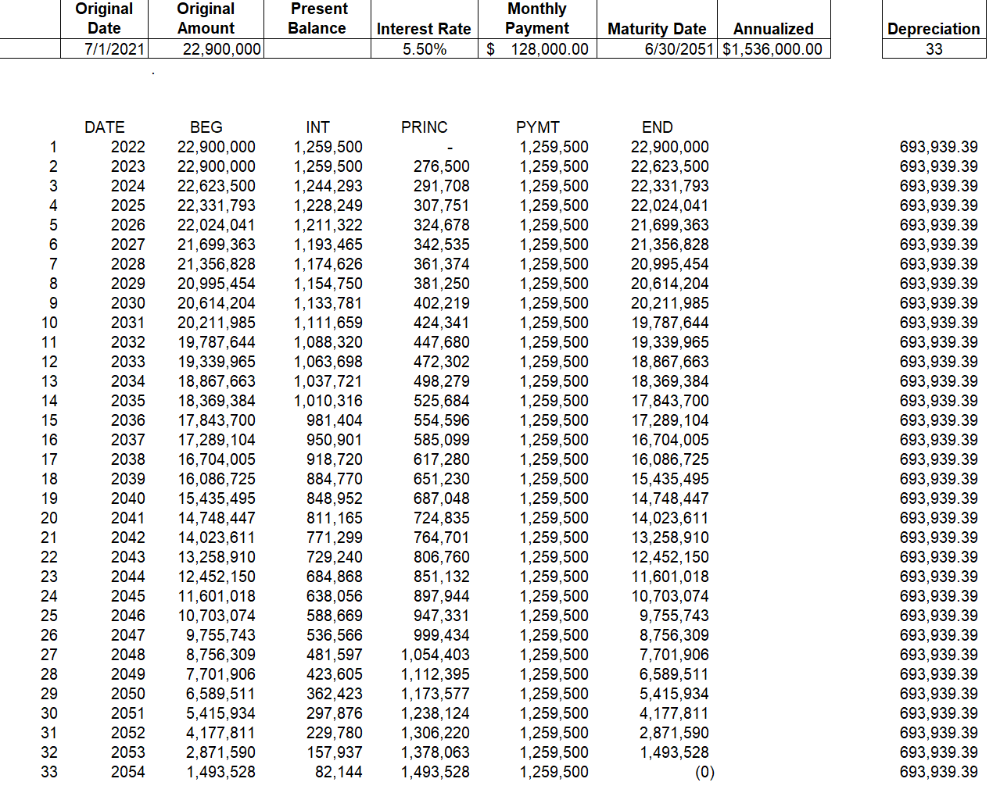 Original Original Present Monthly
Date Amount Balance Interest Rate Payment Maturity Date Annualized Depreciation
7/1/2021 22,900,000 5.50% $ 128,000.00 6/30/2051 $1,536,000.00 33
.
DATE BEG INT PRINC PYMT END
1 2022 22,900,000 1,259,500 - 1,259,500 22,900,000 693,939.39
2 2023 22,900,000 1,259,500 276,500 1,259,500 22,623,500 693,939.39
3 2024 22,623,500 1,244,293 291,708 1,259,500 22,331,793 693,939.39
4 2025 22,331,793 1,228,249 307,751 1,259,500 22,024,041 693,939.39
5 2026 22,024,041 1,211,322 324,678 1,259,500 21,699,363 693,939.39
6 2027 21,699,363 1,193,465 342,535 1,259,500 21,356,828 693,939.39
7 2028 21,356,828 1,174,626 361,374 1,259,500 20,995,454 693,939.39
8 2029 20,995,454 1,154,750 381,250 1,259,500 20,614,204 693,939.39
9 2030 20,614,204 1,133,781 402,219 1,259,500 20,211,985 693,939.39
10 2031 20,211,985 1,111,659 424,341 1,259,500 19,787,644 693,939.39
11 2032 19,787,644 1,088,320 447,680 1,259,500 19,339,965 693,939.39
12 2033 19,339,965 1,063,698 472,302 1,259,500 18,867,663 693,939.39
13 2034 18,867,663 1,037,721 498,279 1,259,500 18,369,384 693,939.39
14 2035 18,369,384 1,010,316 525,684 1,259,500 17,843,700 693,939.39
15 2036 17,843,700 981,404 554,596 1,259,500 17,289,104 693,939.39
16 2037 17,289,104 950,901 585,099 1,259,500 16,704,005 693,939.39
17 2038 16,704,005 918,720 617,280 1,259,500 16,086,725 693,939.39
18 2039 16,086,725 884,770 651,230 1,259,500 15,435,495 693,939.39
19 2040 15,435,495 848,952 687,048 1,259,500 14,748,447 693,939.39
20 2041 14,748,447 811,165 724,835 1,259,500 14,023,611 693,939.39
21 2042 14,023,611 771,299 764,701 1,259,500 13,258,910 693,939.39
22 2043 13,258,910 729,240 806,760 1,259,500 12,452,150 693,939.39
23 2044 12,452,150 684,868 851,132 1,259,500 11,601,018 693,939.39
24 2045 11,601,018 638,056 897,944 1,259,500 10,703,074 693,939.39
25 2046 10,703,074 588,669 947,331 1,259,500 9,755,743 693,939.39
26 2047 9,755,743 536,566 999,434 1,259,500 8,756,309 693,939.39
27 2048 8,756,309 481,597 1,054,403 1,259,500 7,701,906 693,939.39
28 2049 7,701,906 423,605 1,112,395 1,259,500 6,589,511 693,939.39
29 2050 6,589,511 362,423 1,173,577 1,259,500 5,415,934 693,939.39
30 2051 5,415,934 297,876 1,238,124 1,259,500 4,177,811 693,939.39
31 2052 4,177,811 229,780 1,306,220 1,259,500 2,871,590 693,939.39
32 2053 2,871,590 157,937 1,378,063 1,259,500 1,493,528 693,939.39
33 2054 1,493,528 82,144 1,493,528 1,259,500 (0) 693,939.39